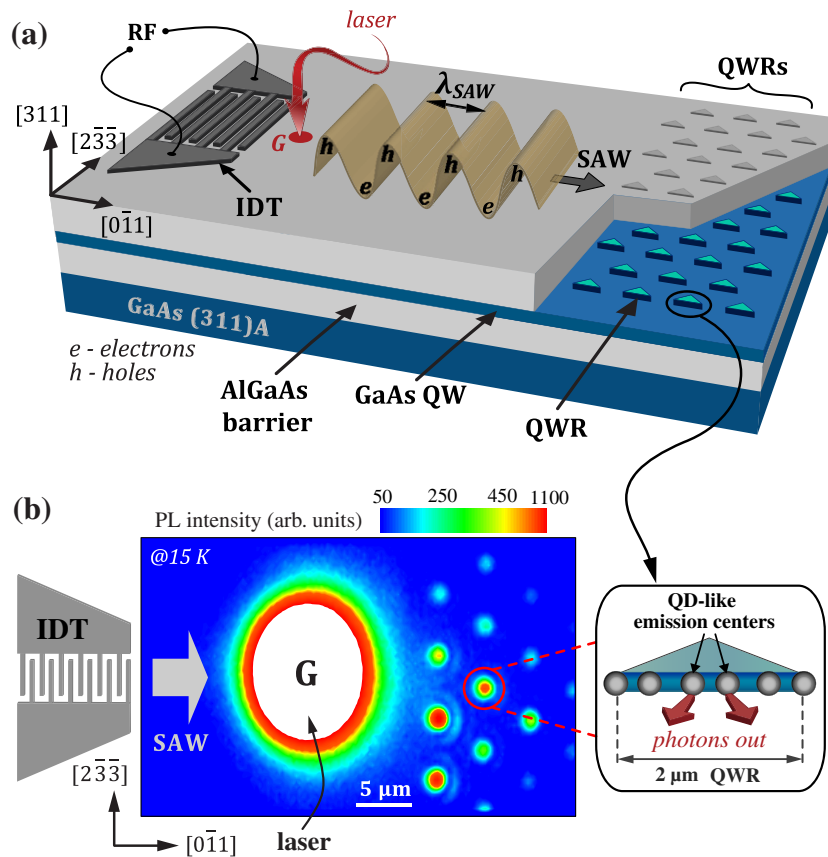 (a)
RF
laser
QWRs
λSAW
[311]
[23̅3̅]
G
h
h
h
h
SAW
e
e
e
IDT
[01̅1]
GaAs (311)A
e - electrons
h - holes
AlGaAs
barrier
GaAs QW
QWR
(b)
50 250 450 1100
PL intensity (arb. units)
@15 K
IDT
G
SAW
QD-like
emission centers
photons out
2 μm QWR
5 μm
[23̅3̅]
[01̅1]
laser